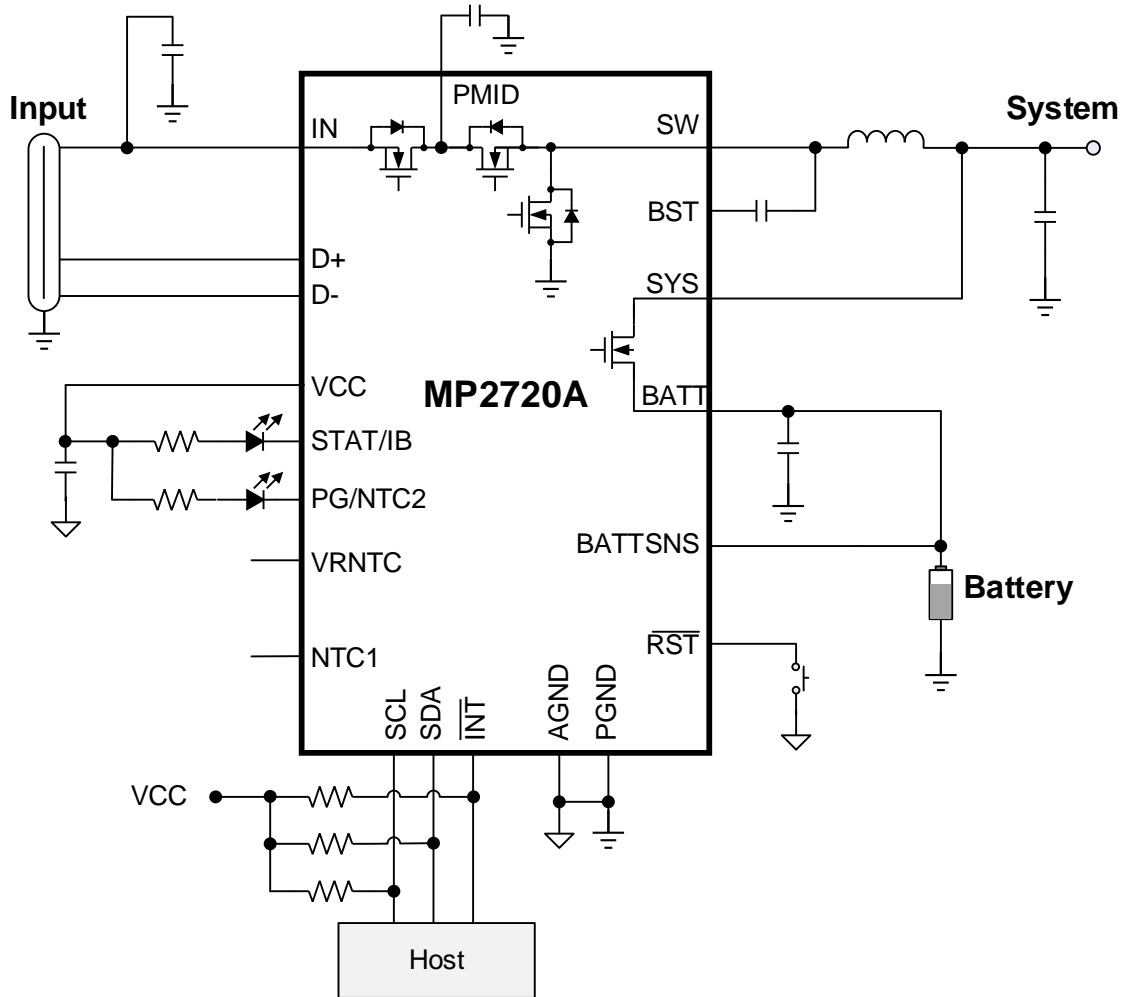 PMID
Input
IN
SW
System
BST
D+
D-
SYS
VCC
MP2720A
BATT
STAT/IB
PG/NTC2
BATTSNS
VRNTC
Battery
RST
NTC1
SCL
SDA
INT
AGND
PGND
VCC
Host